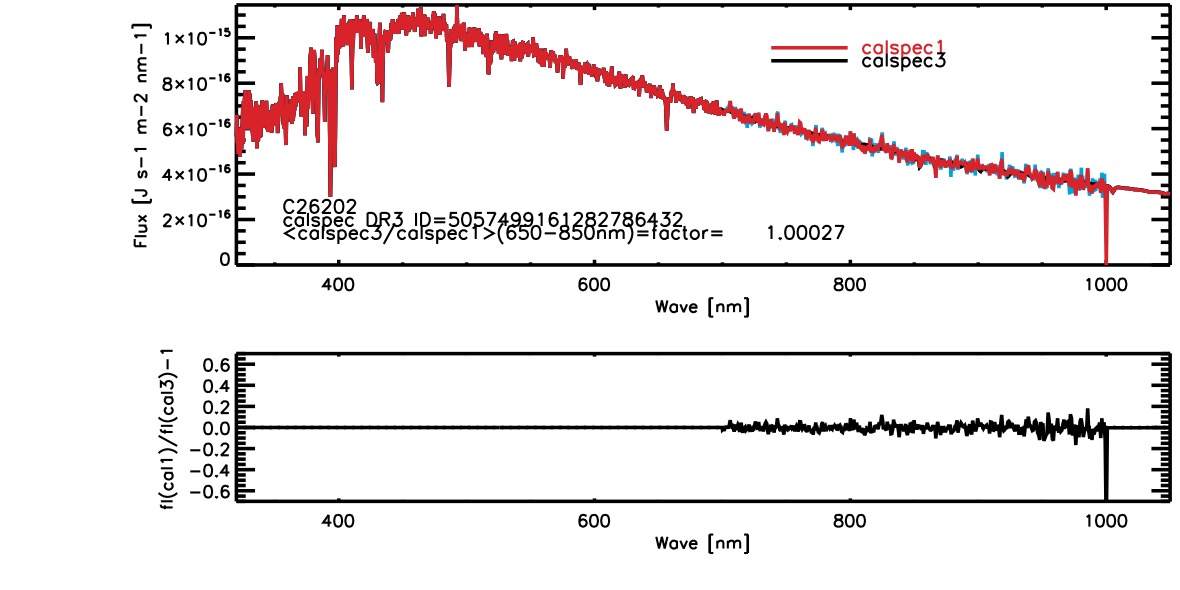 Flux [J s−1 m−2 nm−1]
1×10⁻¹⁵
8×10⁻¹⁶
6×10⁻¹⁶
4×10⁻¹⁶
2×10⁻¹⁶
0
calspec1
calspec3
C26202
calspec DR3 ID=5057499161282786432
<calspec3/calspec1>(650−850nm)=factor= 1.00027
400 600 800 1000
Wave [nm]
fl(cal1)/fl(cal3)−1
0.6
0.4
0.2
0.0
−0.2
−0.4
−0.6
400 600 800 1000
Wave [nm]